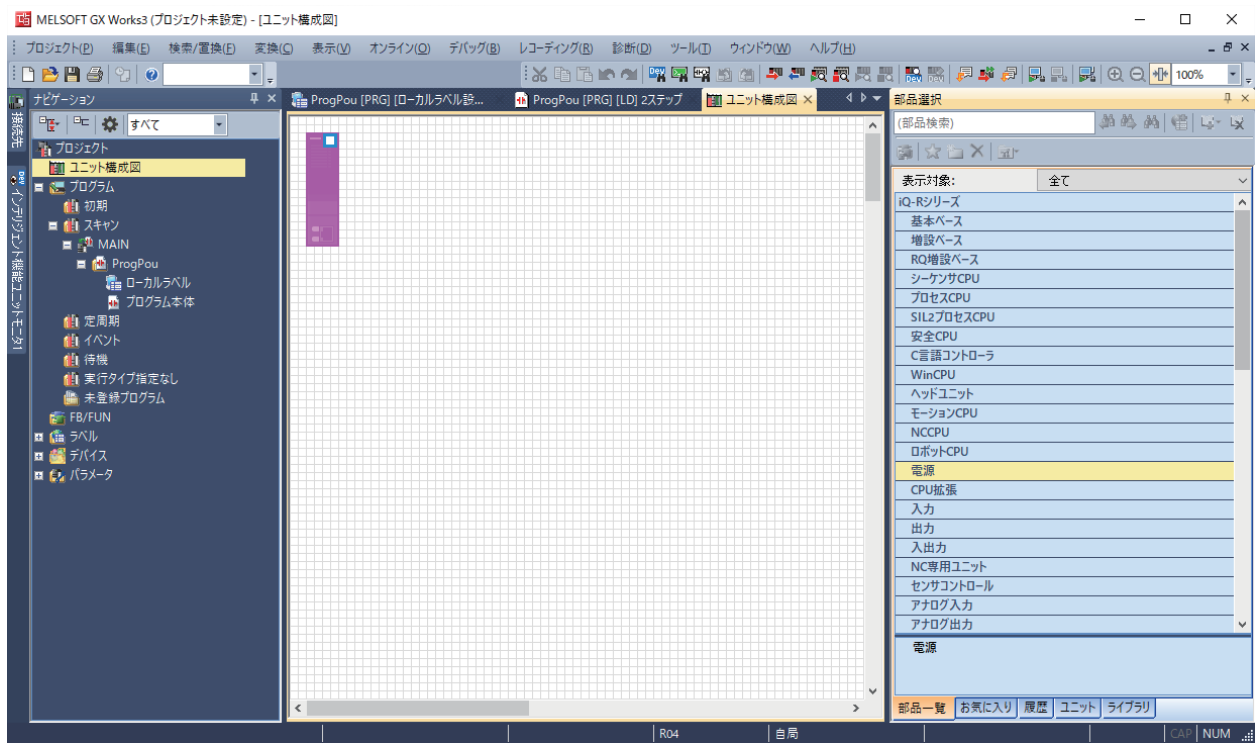 MELSOFT GX Works3 (プロジェクト未設定) - [ユニット構成図]
プロジェクト(P) 編集(E) 検索/置換(F) 変換(C) 表示(V) オンライン(O) デバッグ(B) レコーディング(R) 診断(D) ツール(T) ウィンドウ(W) ヘルプ(H)
100%
接続先
インテリジェント機能ユニットモニタ1
ナビゲーション
すべて
プロジェクト
ユニット構成図
プログラム
初期
スキャン
MAIN
ProgPou
ローカルラベル
プログラム本体
定周期
イベント
待機
実行タイプ指定なし
未登録プログラム
FB/FUN
ラベル
デバイス
パラメータ
ProgPou [PRG] [ローカルラベル設... ProgPou [PRG] [LD] 2ステップ ユニット構成図
部品選択
(部品検索)
表示対象: 全て
iQ-Rシリーズ
基本ベース
増設ベース
RQ増設ベース
シーケンサCPU
プロセスCPU
SIL2プロセスCPU
安全CPU
C言語コントローラ
WinCPU
ヘッドユニット
モーションCPU
NCCPU
ロボットCPU
電源
CPU拡張
入力
出力
入出力
NC専用ユニット
センサコントロール
アナログ入力
アナログ出力
電源
部品一覧 お気に入り 履歴 ユニット ライブラリ
R04 自局 CAP NUM